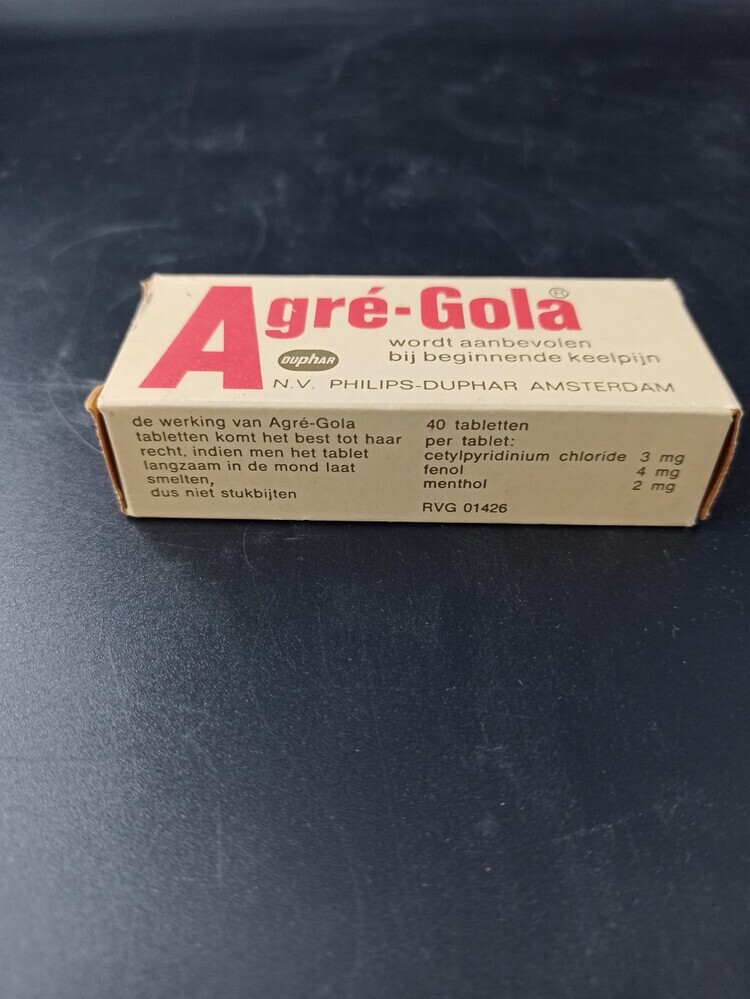 Agré-Gola®
wordt aanbevolen
bij beginnende keelpijn
DUPHAR
N.V. PHILIPS-DUPHAR AMSTERDAM
de werking van Agré-Gola
tabletten komt het best tot haar
recht, indien men het tablet
langzaam in de mond laat
smelten,
dus niet stukbijten
40 tabletten
per tablet:
cetylpyridinium chloride 3 mg
fenol 4 mg
menthol 2 mg
RVG 01426